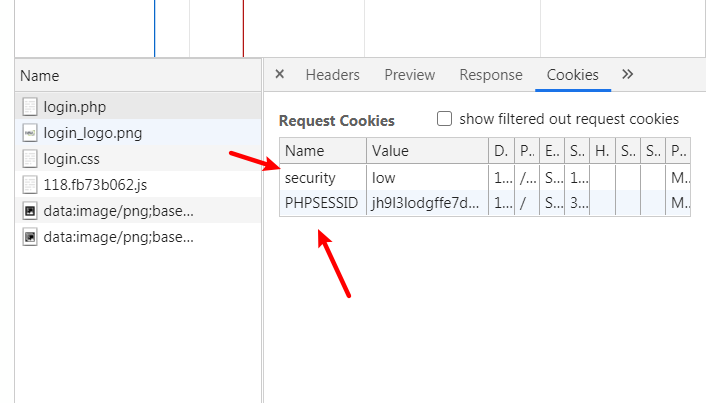 Name
login.php
login_logo.png
login.css
118.fb73b062.js
data:image/png;base...
data:image/png;base...
× Headers Preview Response Cookies »
Request Cookies show filtered out request cookies
Name Value D. P. E... S... H. S... S... P...
security low 1... /... S... 1... M...
PHPSESSID jh9l3lodgffe7d... 1... / S... 3... M...